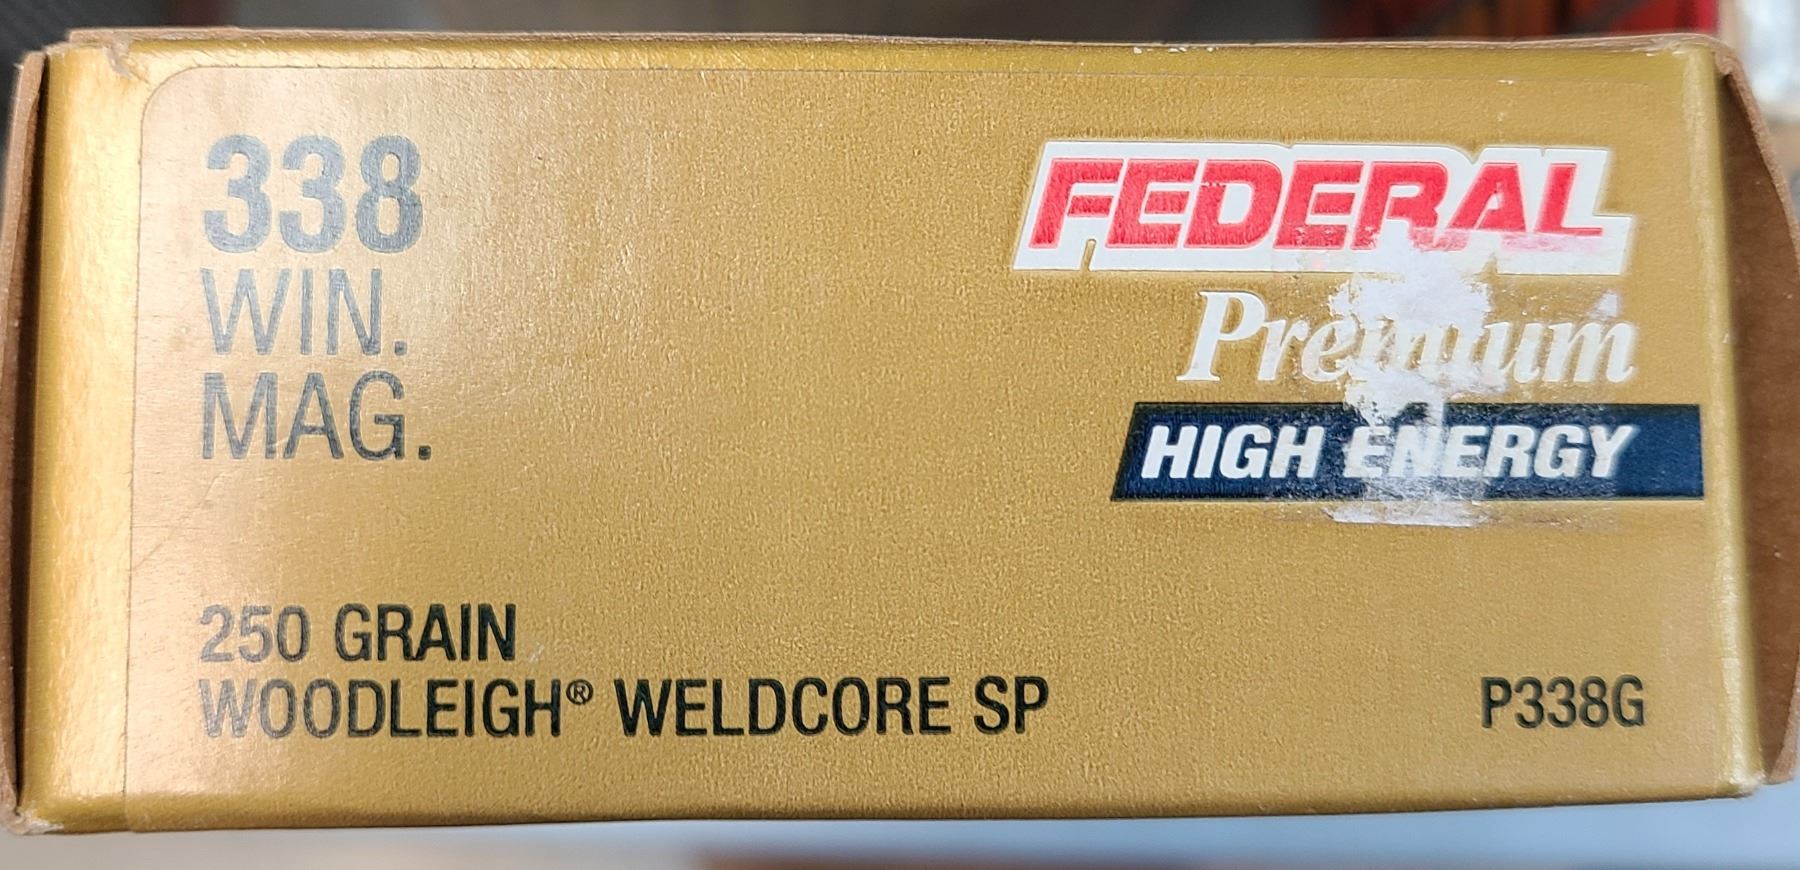 338
WIN.
MAG.
250 GRAIN
WOODLEIGH® WELDCORE SP
FEDERAL
Premium
HIGH ENERGY
P338G